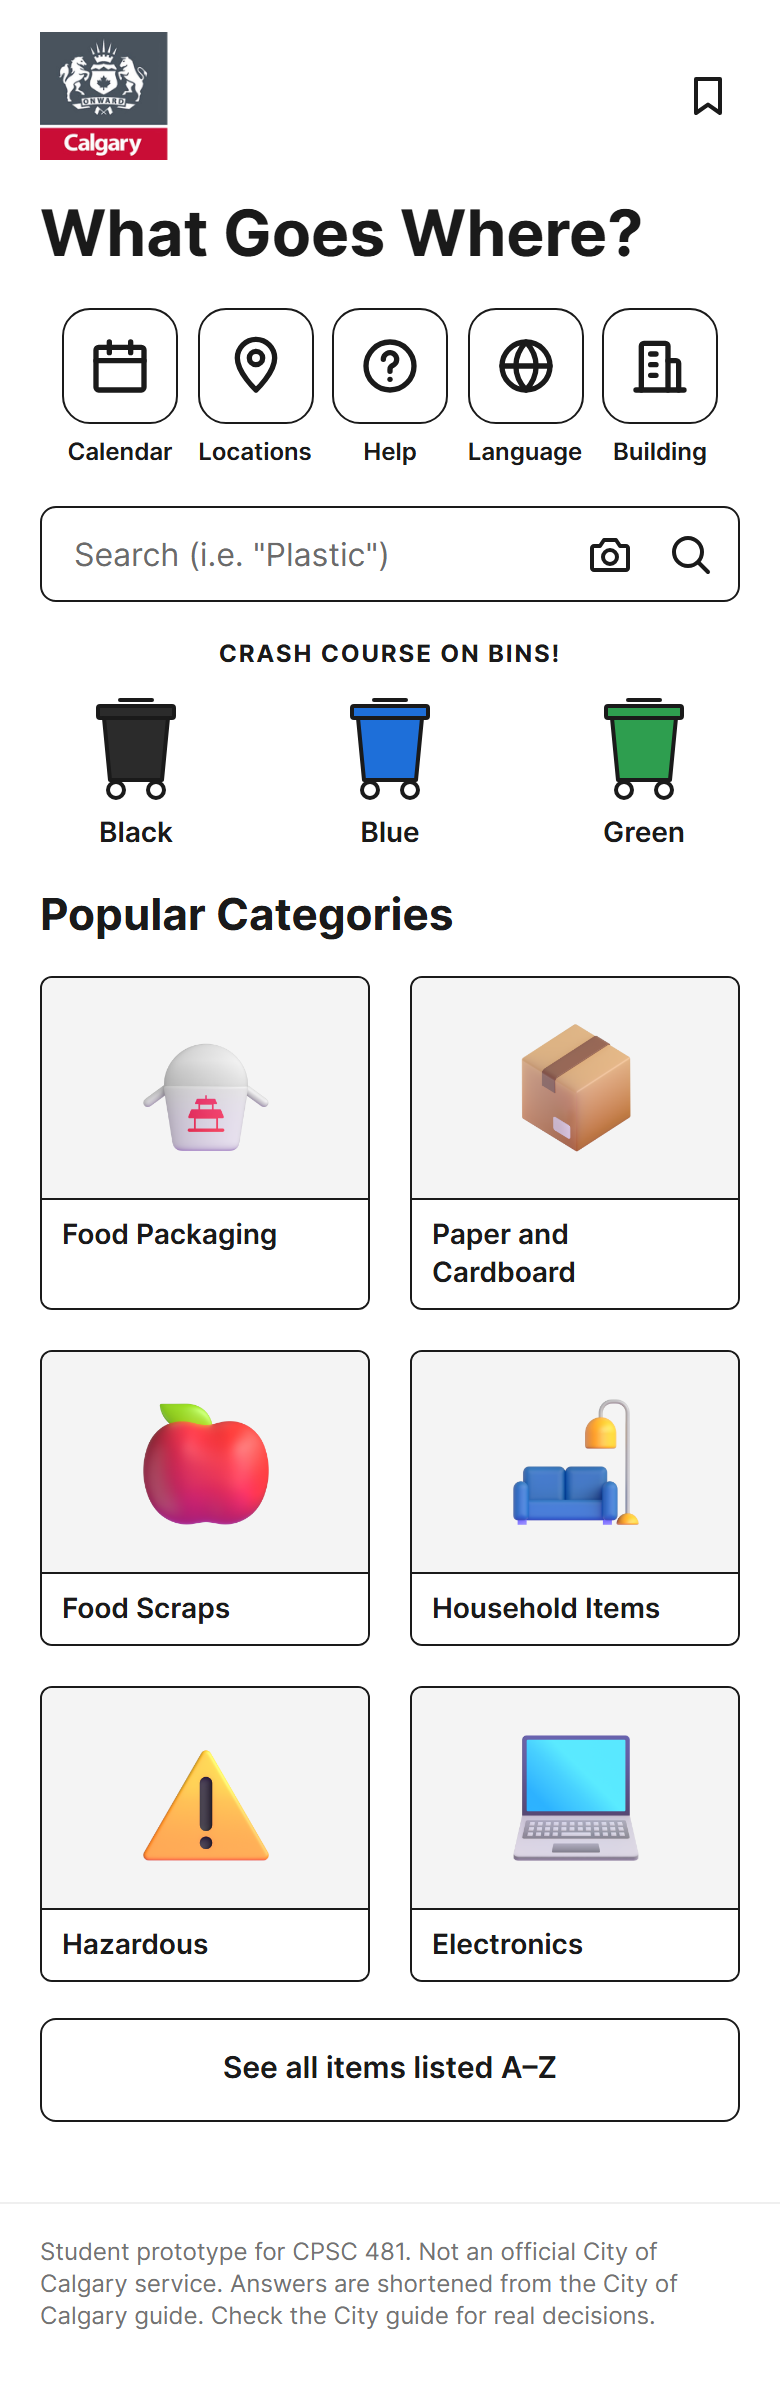 ONWARD
Calgary
What Goes Where?
Calendar
Locations
Help
Language
Building
Search (i.e. "Plastic")
CRASH COURSE ON BINS!
Black
Blue
Green
Popular Categories
Food Packaging
Paper and
Cardboard
Food Scraps
Household Items
Hazardous
Electronics
See all items listed A–Z
Student prototype for CPSC 481. Not an official City of
Calgary service. Answers are shortened from the City of
Calgary guide. Check the City guide for real decisions.